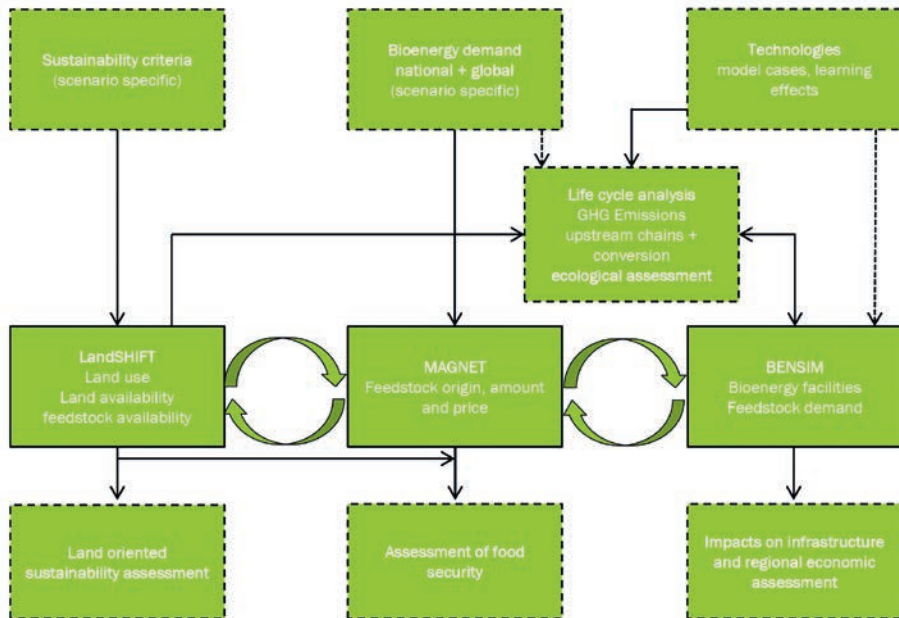 Sustainability criteria
(scenario specific)
Bioenergy demand
national + global
(scenario specific)
Technologies
model cases, learning
effects
Life cycle analysis
GHG Emissions
upstream chains +
conversion
ecological assessment
LandSHIFT
Land use
Land availability
feedstock availability
MAGNET
Feedstock origin, amount
and price
BENSIM
Bioenergy facilities
Feedstock demand
Land oriented
sustainability assessment
Assessment of food
security
Impacts on infrastructure
and regional economic
assessment